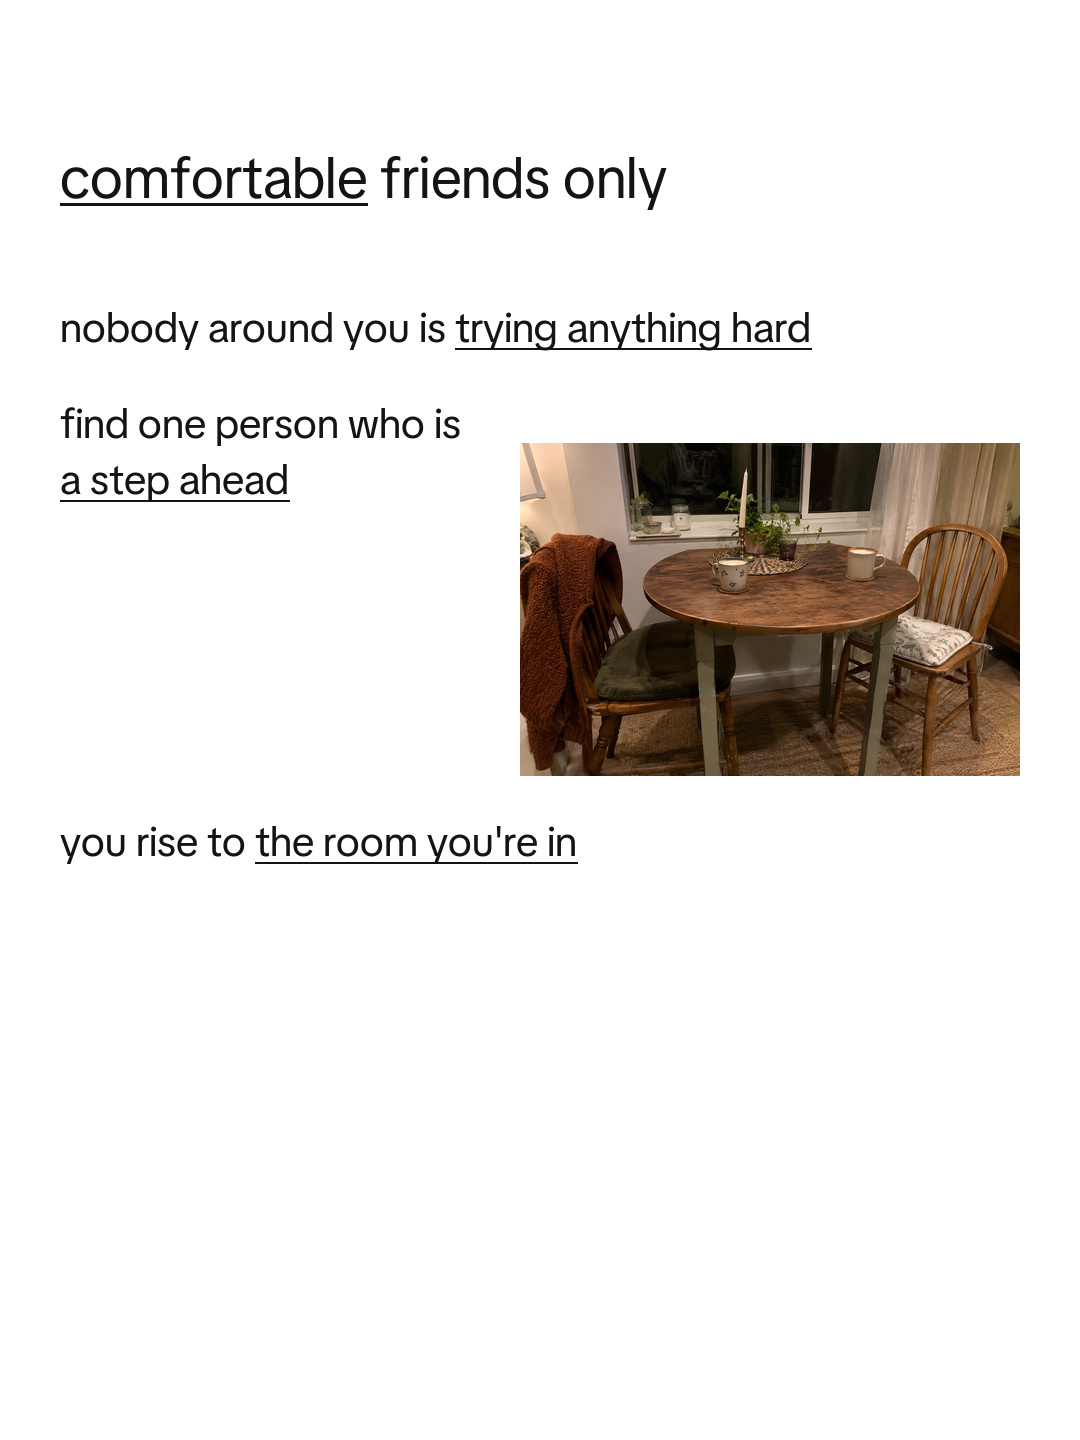 comfortable friends only
nobody around you is trying anything hard
find one person who is
a step ahead
you rise to the room you're in